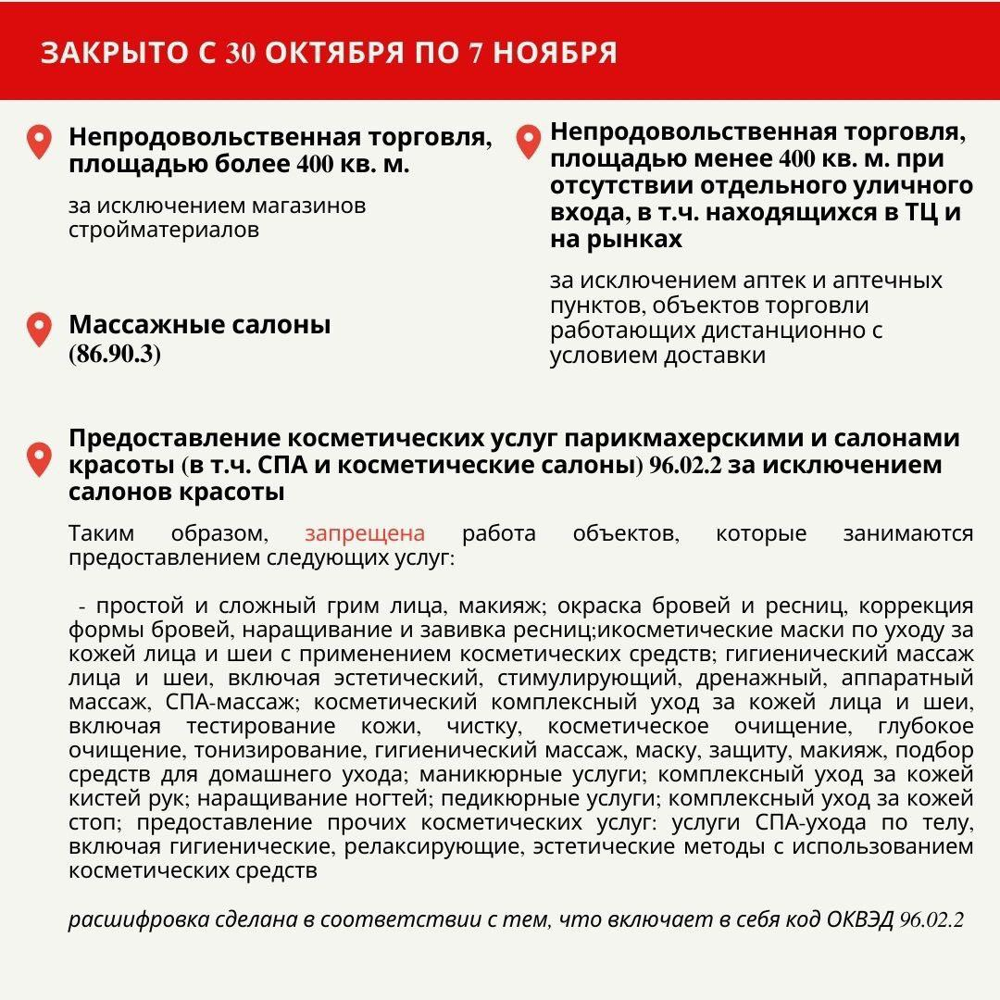 ЗАКРЫТО С 30 ОКТЯБРЯ ПО 7 НОЯБРЯ
Непродовольственная торговля,
площадью более 400 кв. м.
за исключением магазинов
стройматериалов
Непродовольственная торговля,
площадью менее 400 кв. м. при
отсутствии отдельного уличного
входа, в т.ч. находящихся в ТЦ и
на рынках
за исключением аптек и аптечных
пунктов, объектов торговли
работающих дистанционно с
условием доставки
Массажные салоны
(86.90.3)
Предоставление косметических услуг парикмахерскими и салонами
красоты (в т.ч. СПА и косметические салоны) 96.02.2 за исключением
салонов красоты
Таким образом, запрещена работа объектов, которые занимаются
предоставлением следующих услуг:
- простой и сложный грим лица, макияж; окраска бровей и ресниц, коррекция
формы бровей, наращивание и завивка ресниц;икосметические маски по уходу за
кожей лица и шеи с применением косметических средств; гигиенический массаж
лица и шеи, включая эстетический, стимулирующий, дренажный, аппаратный
массаж, СПА-массаж; косметический комплексный уход за кожей лица и шеи,
включая тестирование кожи, чистку, косметическое очищение, глубокое
очищение, тонизирование, гигиенический массаж, маску, защиту, макияж, подбор
средств для домашнего ухода; маникюрные услуги; комплексный уход за кожей
кистей рук; наращивание ногтей; педикюрные услуги; комплексный уход за кожей
стоп; предоставление прочих косметических услуг: услуги СПА-ухода по телу,
включая гигиенические, релаксирующие, эстетические методы с использованием
косметических средств
расшифровка сделана в соответствии с тем, что включает в себя код ОКВЭД 96.02.2